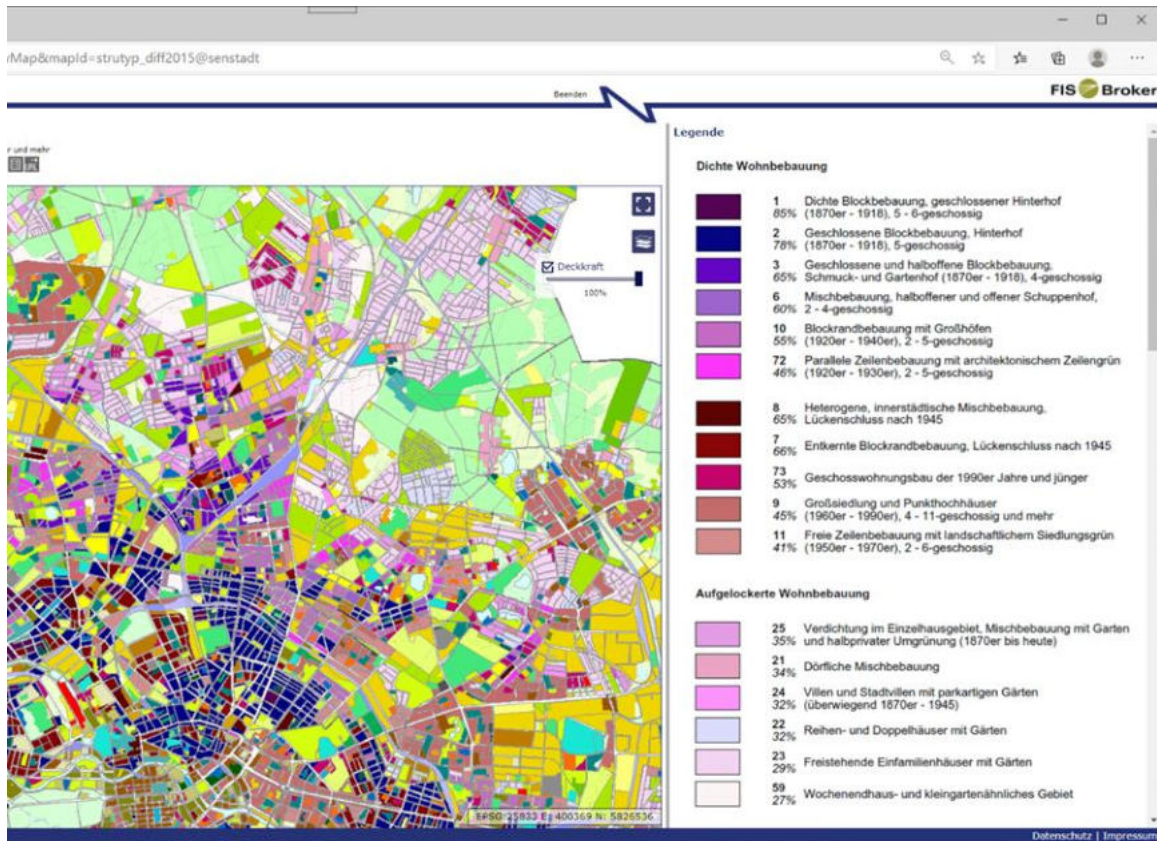 /Map&mapId=strutyp_diff2015@senstadt
Beenden
FIS Broker
r und mehr
Deckkraft
100%
EPSG:25833 E: 400369 N: 5826536
Legende
Dichte Wohnbebauung
1 Dichte Blockbebauung, geschlossener Hinterhof
85% (1870er - 1918), 5 - 6-geschossig
2 Geschlossene Blockbebauung, Hinterhof
78% (1870er - 1918), 5-geschossig
3 Geschlossene und halboffene Blockbebauung,
65% Schmuck- und Gartenhof (1870er - 1918), 4-geschossig
6 Mischbebauung, halboffener und offener Schuppenhof,
60% 2 - 4-geschossig
10 Blockrandbebauung mit Großhöfen
55% (1920er - 1940er), 2 - 5-geschossig
72 Parallele Zeilenbebauung mit architektonischem Zeilengrün
46% (1920er - 1930er), 2 - 5-geschossig
8 Heterogene, innerstädtische Mischbebauung,
65% Lückenschluss nach 1945
7 Entkernte Blockrandbebauung, Lückenschluss nach 1945
66%
73 Geschosswohnungsbau der 1990er Jahre und jünger
53%
9 Großsiedlung und Punkthochhäuser
45% (1960er - 1990er), 4 - 11-geschossig und mehr
11 Freie Zeilenbebauung mit landschaftlichem Siedlungsgrün
41% (1950er - 1970er), 2 - 6-geschossig
Aufgelockerte Wohnbebauung
25 Verdichtung im Einzelhausgebiet, Mischbebauung mit Garten
35% und halbprivater Umgrünung (1870er bis heute)
21 Dörfliche Mischbebauung
34%
24 Villen und Stadtvillen mit parkartigen Gärten
32% (überwiegend 1870er - 1945)
22 Reihen- und Doppelhäuser mit Gärten
32%
23 Freistehende Einfamilienhäuser mit Gärten
29%
59 Wochenendhaus- und kleingartenähnliches Gebiet
27%
Datenschutz | Impressum